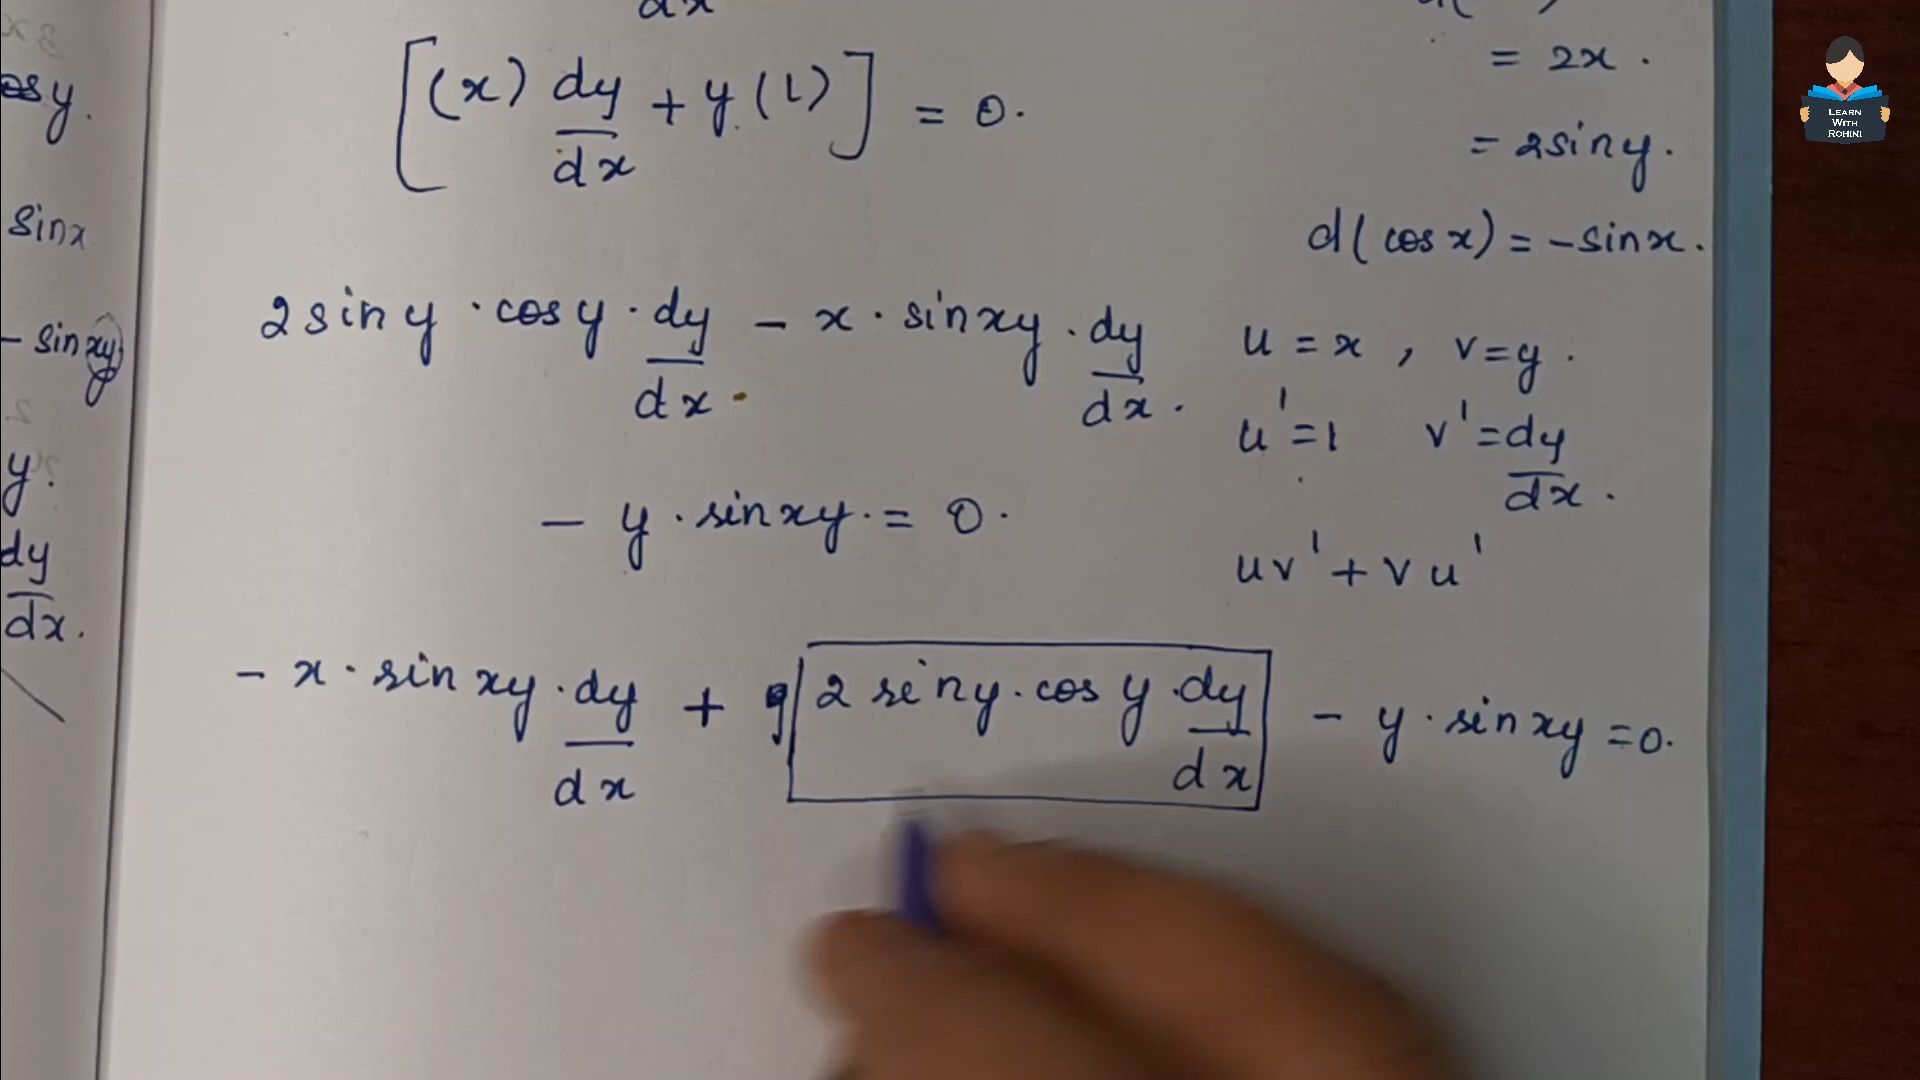 dx
[(x) dy/dx + y(1)] = 0.
2siny · cosy · dy/dx - x · sinxy · dy/dx.
- y · sinxy · = 0.
- x · sin xy · dy/dx + 2 siny · cos y · dy/dx - y · sin xy = 0.
= 2x .
= 2siny.
d(cos x) = -sinx.
u = x , v = y .
u' = 1 v' = dy/dx .
uv' + vu'
y.
sinx
- sinxy
y.
dy/dx.
LEARN
WITH
ROHINI